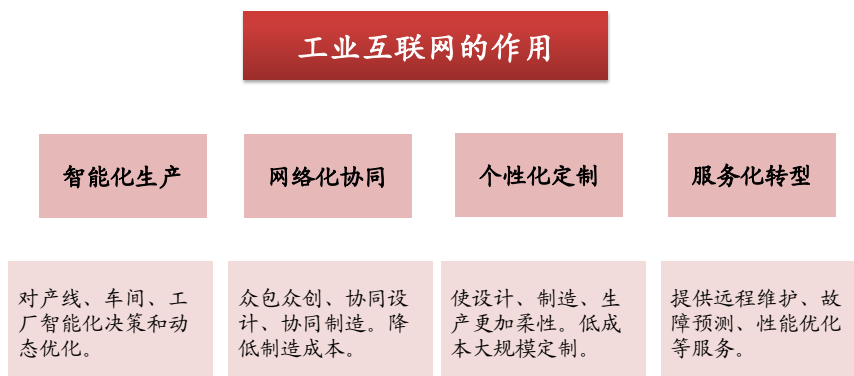 工业互联网的作用
智能化生产
网络化协同
个性化定制
服务化转型
对产线、车间、工
厂智能化决策和动
态优化。
众包众创、协同设
计、协同制造。降
低制造成本。
使设计、制造、生
产更加柔性。低成
本大规模定制。
提供远程维护、故
障预测、性能优化
等服务。